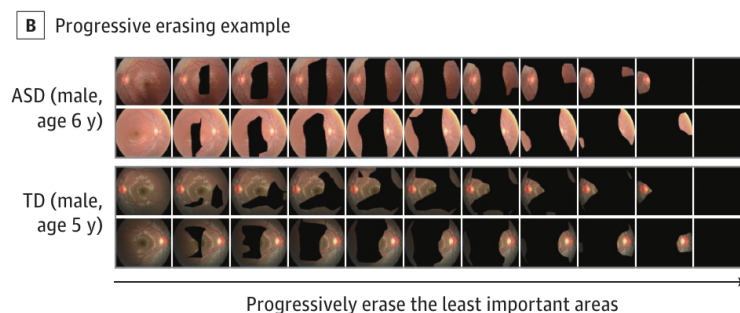 B Progressive erasing example
ASD (male,
age 6 y)
TD (male,
age 5 y)
Progressively erase the least important areas